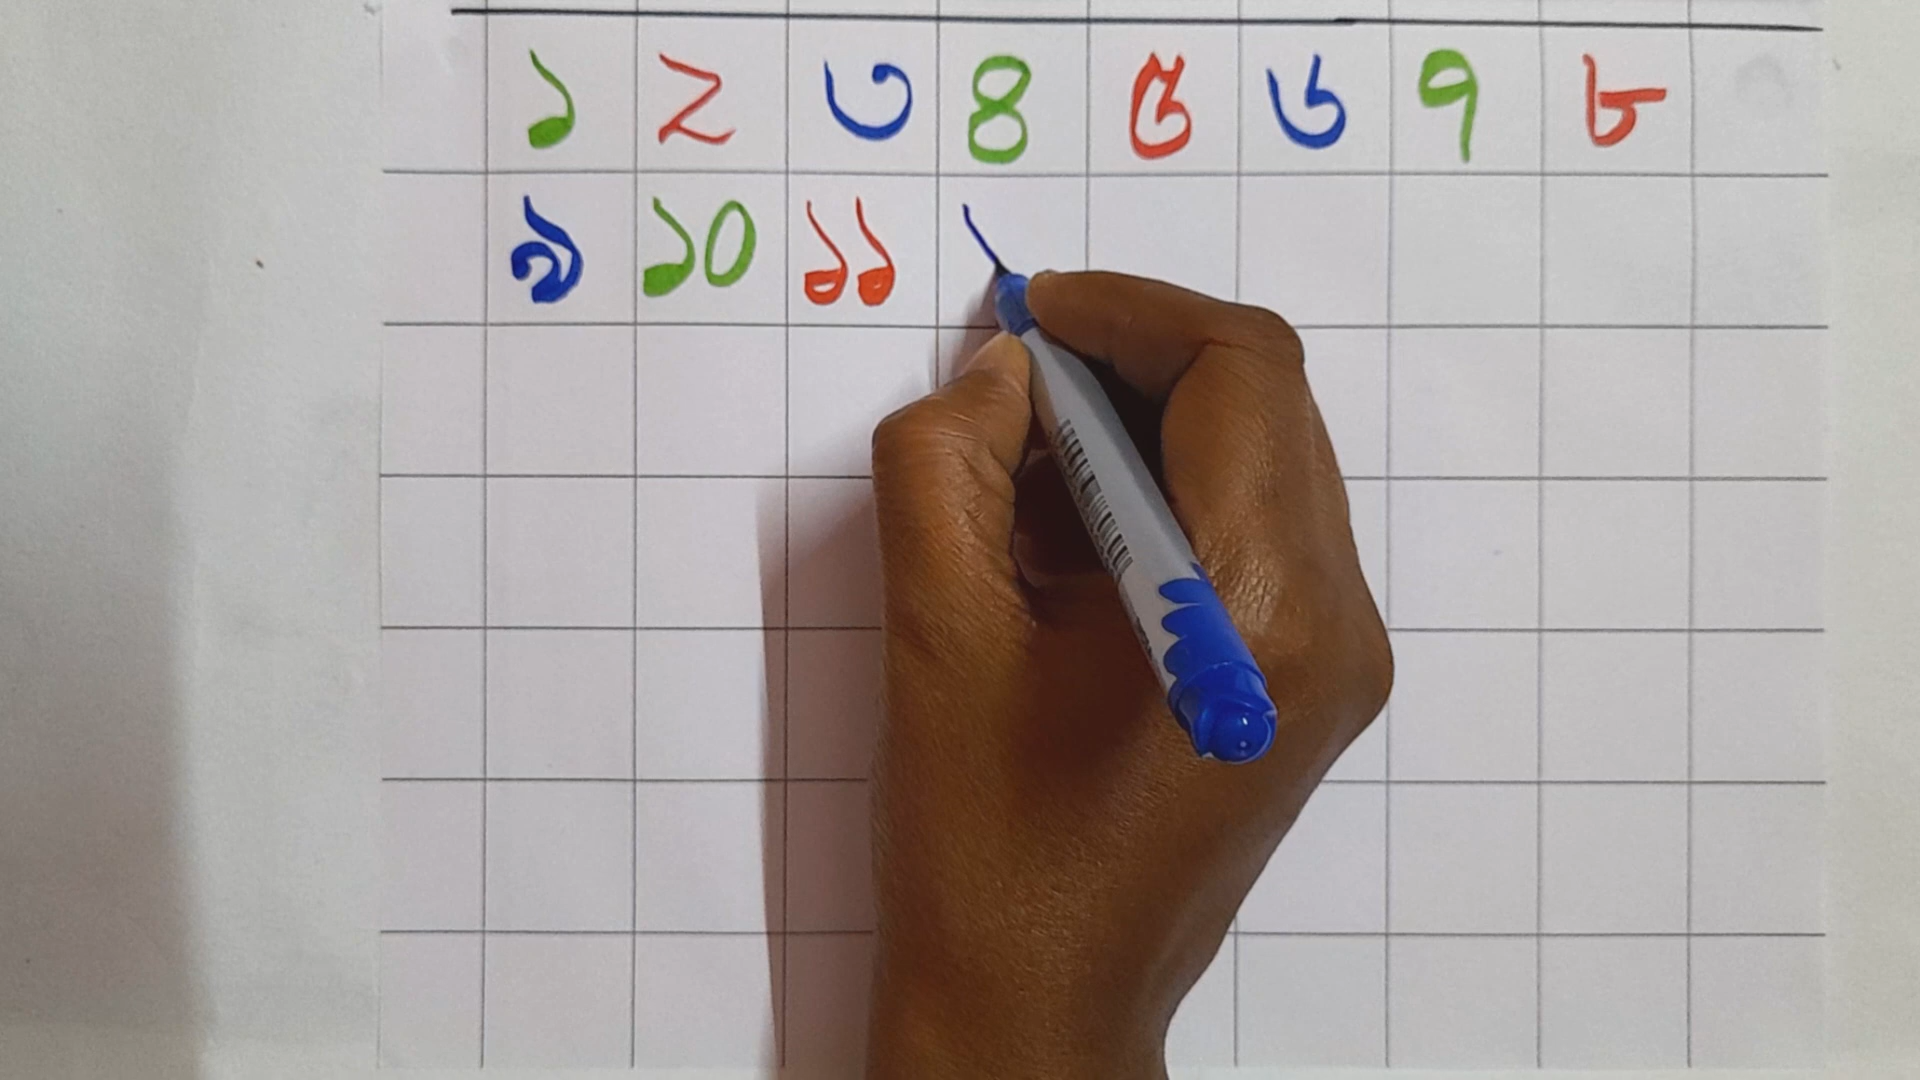 ১ ২ ৩ ৪ ৫ ৬ ৭ ৮
৯ ১০ ১১